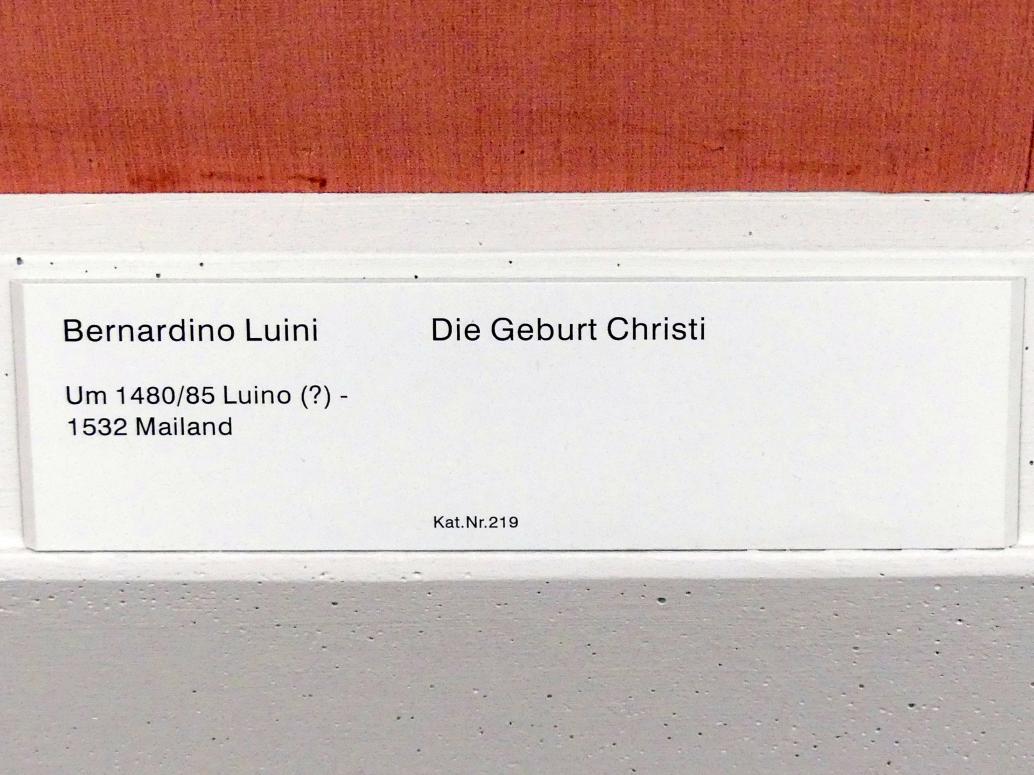 Bernardino Luini
Die Geburt Christi
Um 1480/85 Luino (?) -
1532 Mailand
Kat.Nr.219